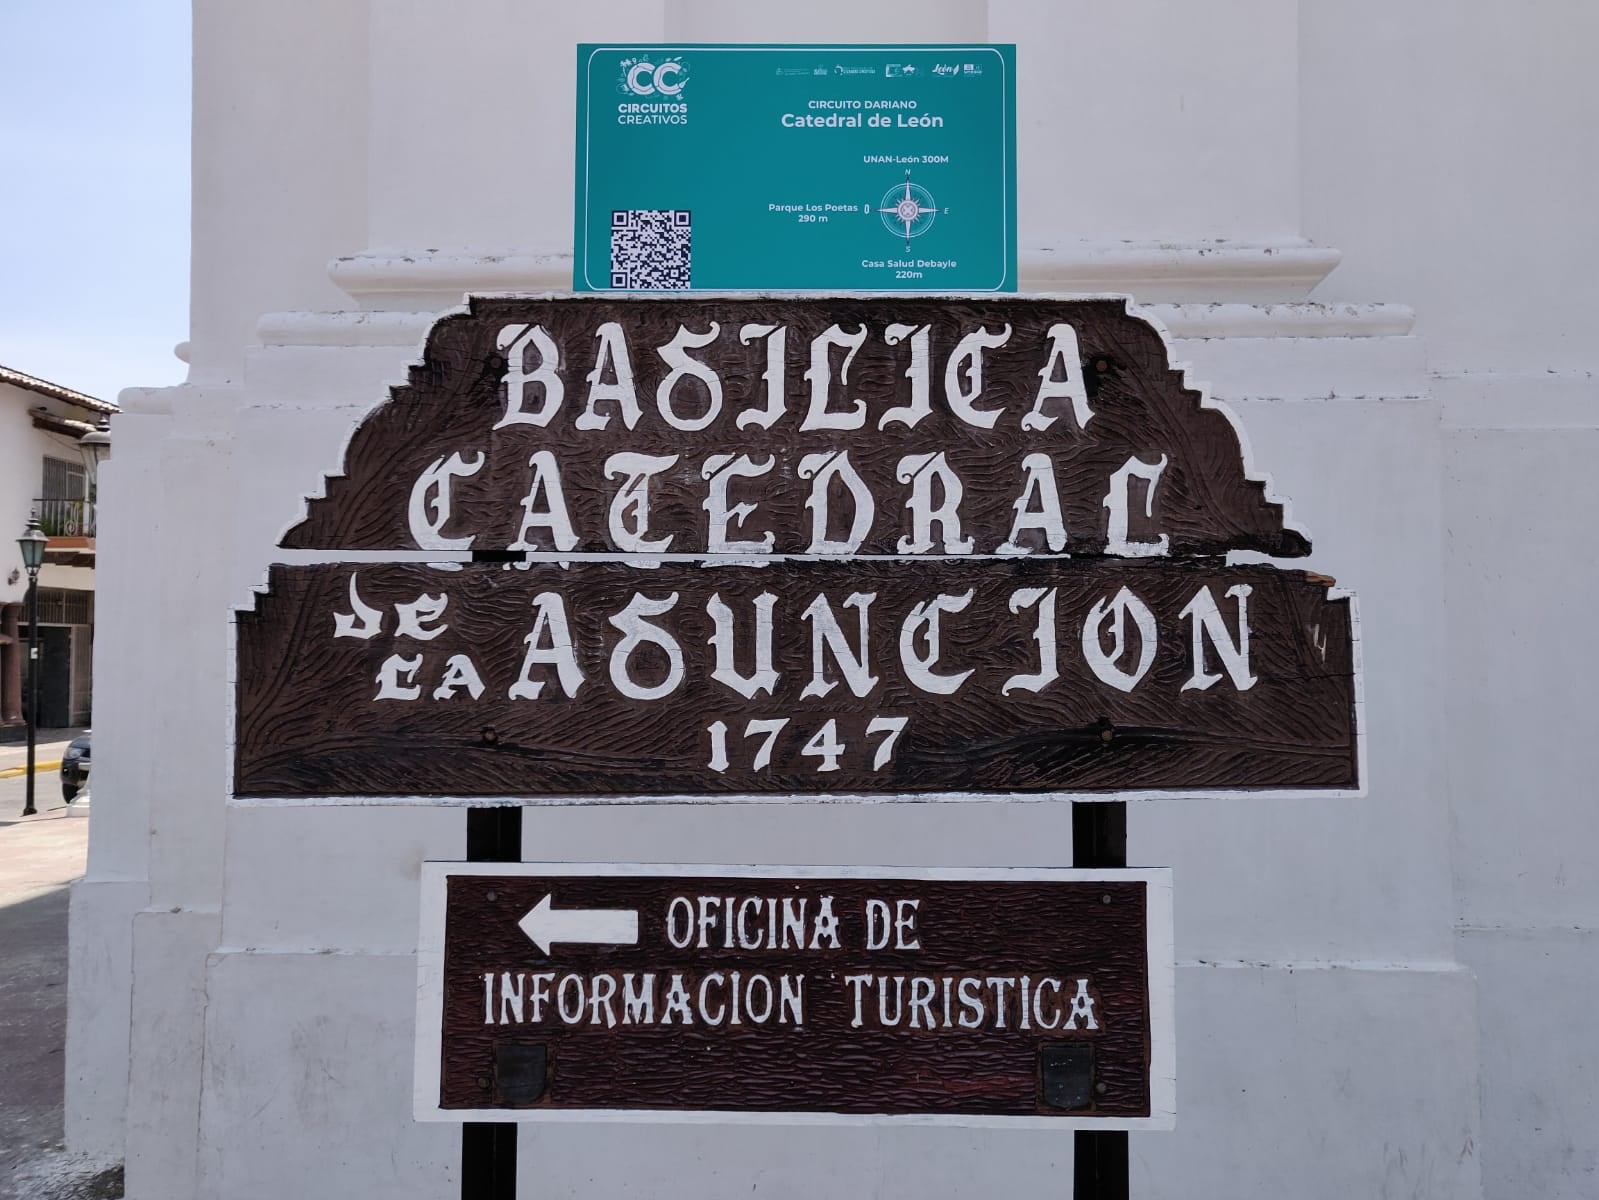 CC
CIRCUITOS
CREATIVOS
León
CIRCUITO DARIANO
Catedral de León
UNAN-León 300M
N
Parque Los Poetas
290 m
O
E
S
Casa Salud Debayle
220m
BASILICA
CATEDRAL
de
LA ASUNCION
1747
OFICINA DE
INFORMACION TURISTICA